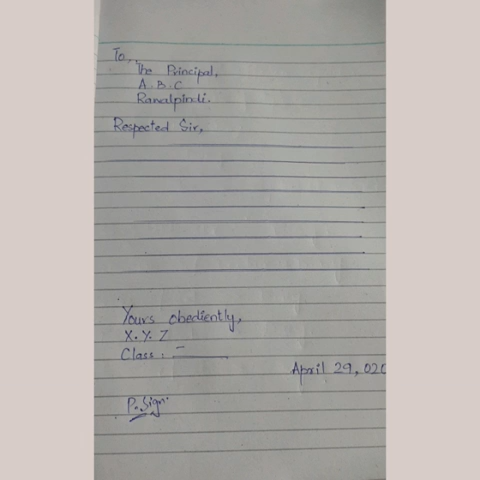 To,
The Principal,
A.B.C
Rawalpindi.
Respected Sir,
Yours obediently,
X.Y.Z
Class:
April 29, 020
P.Sign: